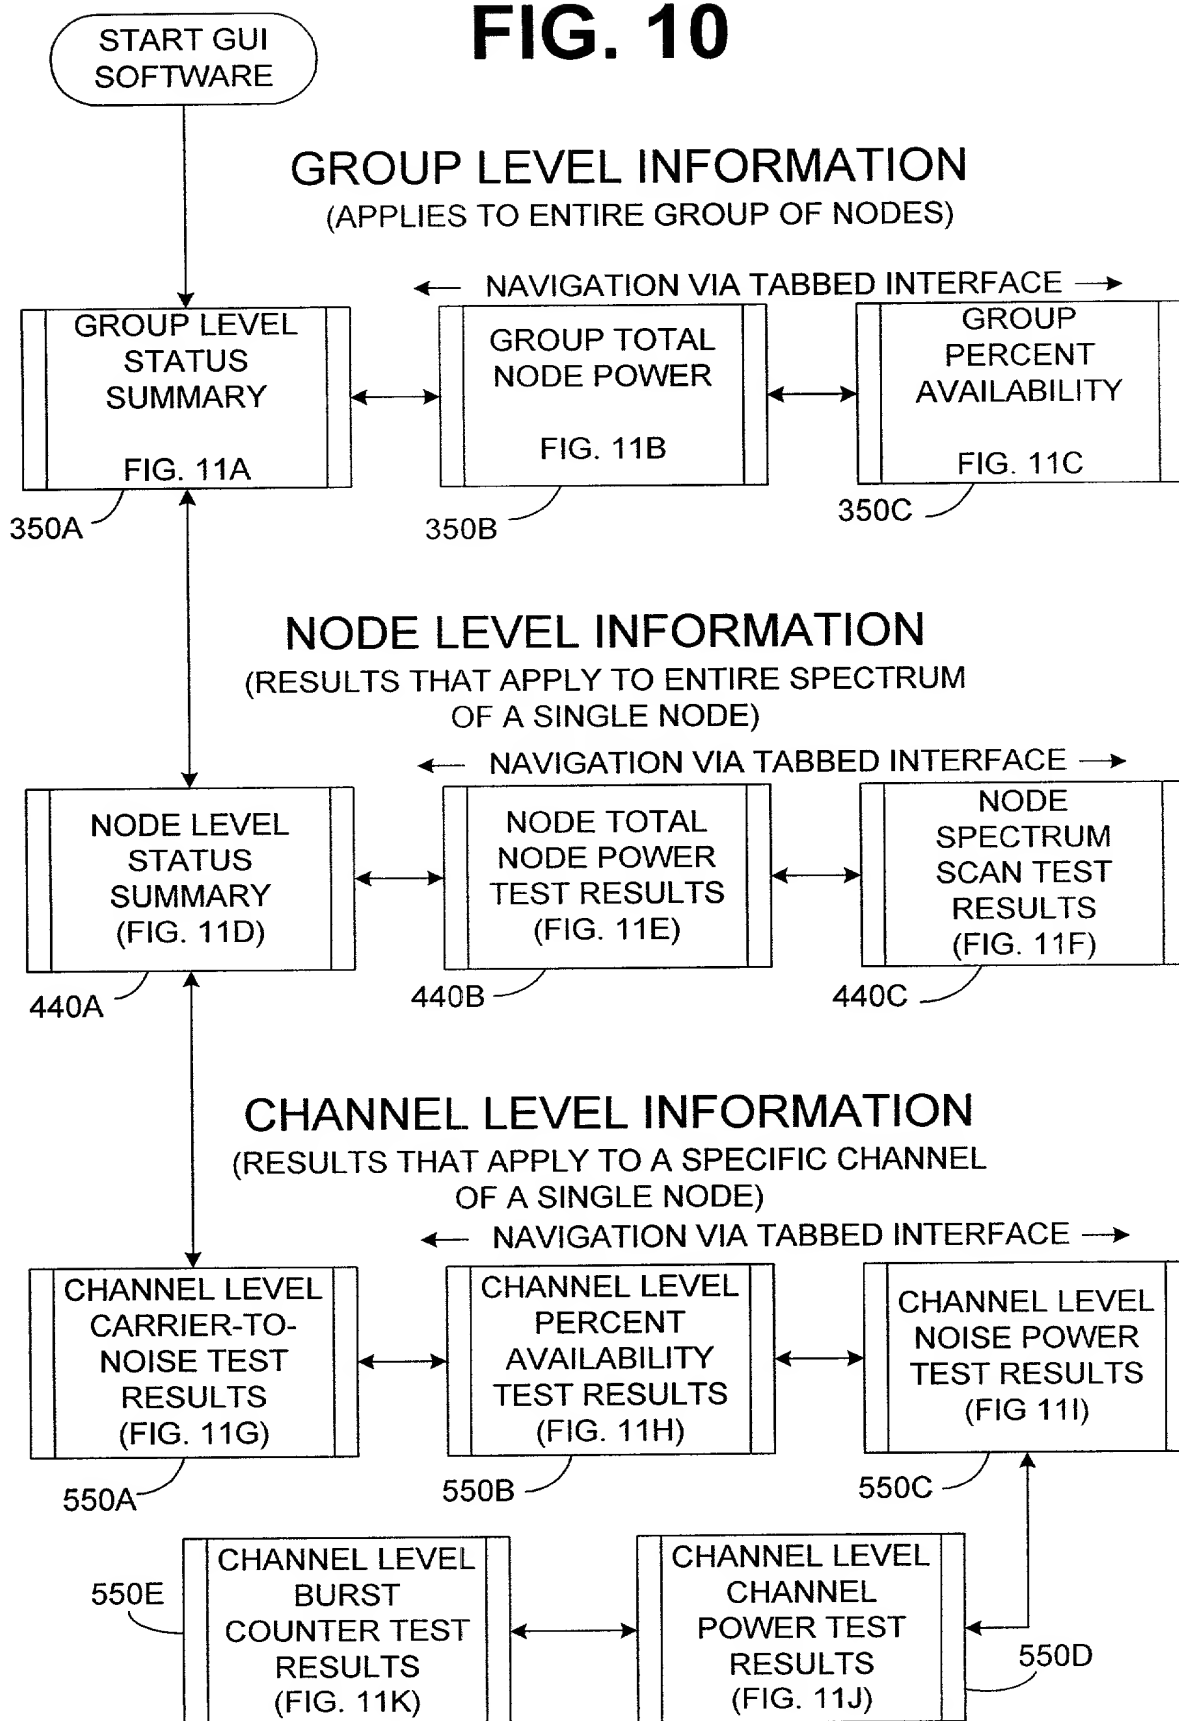 FIG. 10
START GUI
SOFTWARE
GROUP LEVEL INFORMATION
(APPLIES TO ENTIRE GROUP OF NODES)
NAVIGATION VIA TABBED INTERFACE
GROUP LEVEL
STATUS
SUMMARY
FIG. 11A
350A
GROUP TOTAL
NODE POWER
FIG. 11B
350B
GROUP
PERCENT
AVAILABILITY
FIG. 11C
350C
NODE LEVEL INFORMATION
(RESULTS THAT APPLY TO ENTIRE SPECTRUM
OF A SINGLE NODE)
NAVIGATION VIA TABBED INTERFACE
NODE LEVEL
STATUS
SUMMARY
(FIG. 11D)
440A
NODE TOTAL
NODE POWER
TEST RESULTS
(FIG. 11E)
440B
NODE
SPECTRUM
SCAN TEST
RESULTS
(FIG. 11F)
440C
CHANNEL LEVEL INFORMATION
(RESULTS THAT APPLY TO A SPECIFIC CHANNEL
OF A SINGLE NODE)
NAVIGATION VIA TABBED INTERFACE
CHANNEL LEVEL
CARRIER-TO-
NOISE TEST
RESULTS
(FIG. 11G)
550A
CHANNEL LEVEL
PERCENT
AVAILABILITY
TEST RESULTS
(FIG. 11H)
550B
CHANNEL LEVEL
NOISE POWER
TEST RESULTS
(FIG 11I)
550C
550E
CHANNEL LEVEL
BURST
COUNTER TEST
RESULTS
(FIG. 11K)
CHANNEL LEVEL
CHANNEL
POWER TEST
RESULTS
(FIG. 11J)
550D